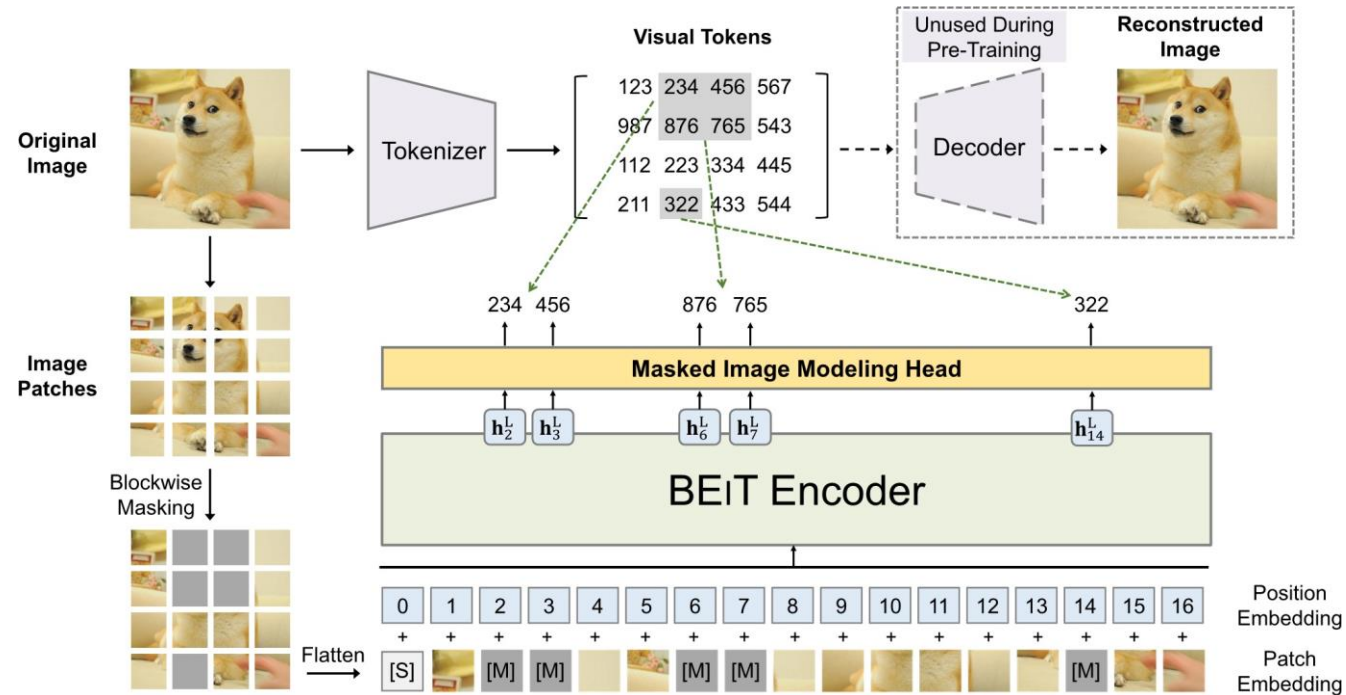 Original
Image
Tokenizer
Visual Tokens
123 234 456 567
987 876 765 543
112 223 334 445
211 322 433 544
Unused During
Pre-Training
Decoder
Reconstructed
Image
Image
Patches
Blockwise
Masking
Flatten
234 456 876 765 322
Masked Image Modeling Head
h₂ᴸ h₃ᴸ h₆ᴸ h₇ᴸ h₁₄ᴸ
BEIT Encoder
0 1 2 3 4 5 6 7 8 9 10 11 12 13 14 15 16
Position
Embedding
+ + + + + + + + + + + + + + + + +
[S] [M] [M] [M] [M] [M]
Patch
Embedding